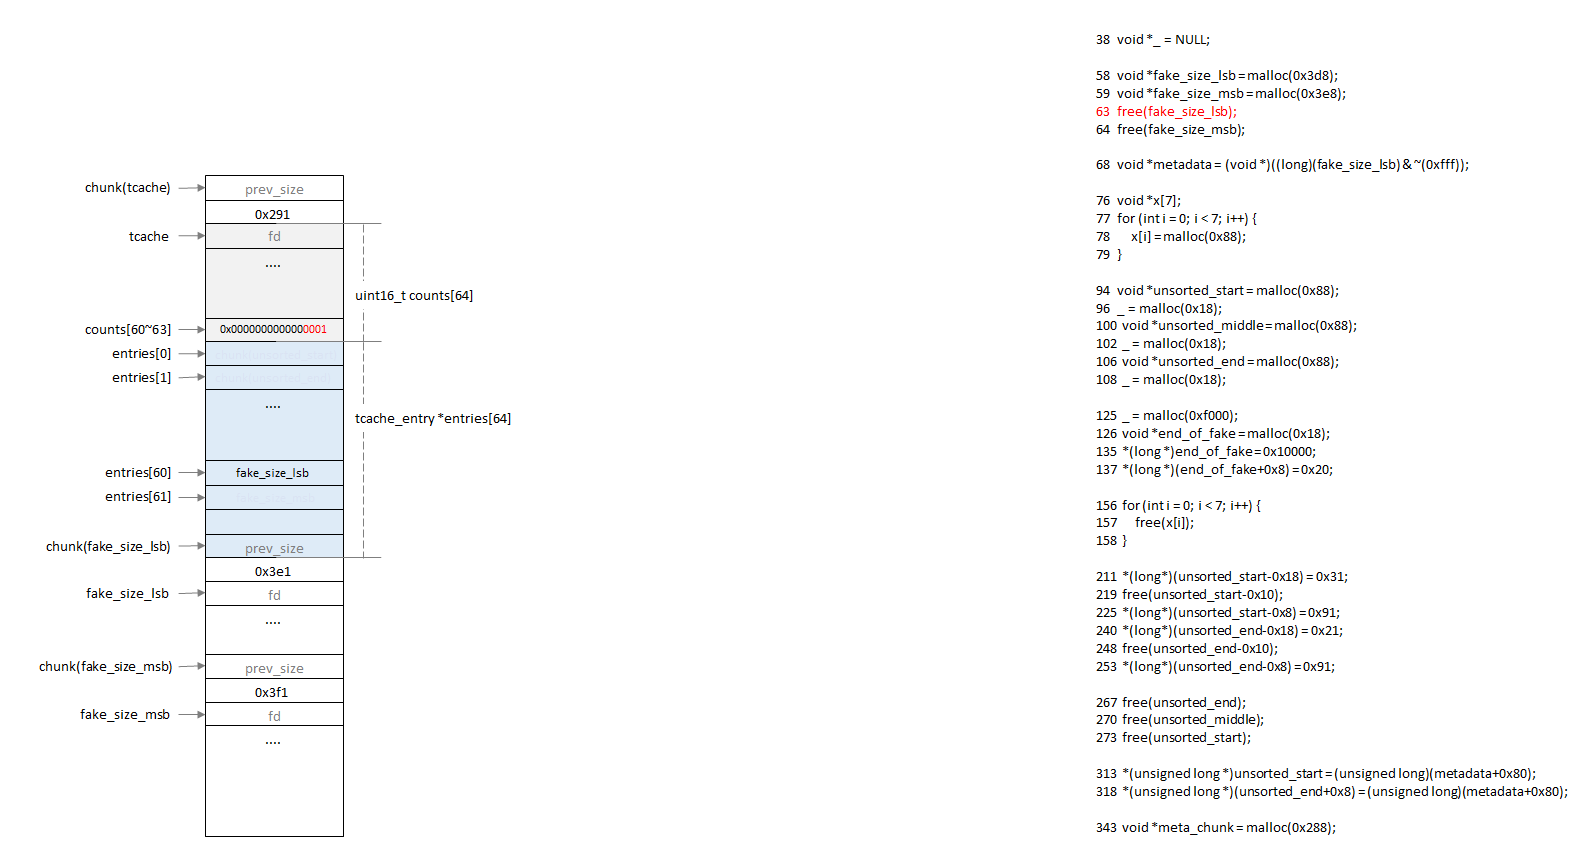 chunk(tcache)
prev_size
0x291
tcache
fd
....
uint16_t counts[64]
counts[60~63]
0x0000000000000001
entries[0]
entries[1]
....
tcache_entry *entries[64]
entries[60]
fake_size_lsb
entries[61]
chunk(fake_size_lsb)
prev_size
0x3e1
fake_size_lsb
fd
....
chunk(fake_size_msb)
prev_size
0x3f1
fake_size_msb
fd
....
38 void *_ = NULL;
58 void *fake_size_lsb = malloc(0x3d8);
59 void *fake_size_msb = malloc(0x3e8);
63 free(fake_size_lsb);
64 free(fake_size_msb);
68 void *metadata = (void *)((long)(fake_size_lsb) & ~(0xfff));
76 void *x[7];
77 for (int i = 0; i < 7; i++) {
78 x[i] = malloc(0x88);
79 }
94 void *unsorted_start = malloc(0x88);
96 _ = malloc(0x18);
100 void *unsorted_middle = malloc(0x88);
102 _ = malloc(0x18);
106 void *unsorted_end = malloc(0x88);
108 _ = malloc(0x18);
125 _ = malloc(0xf000);
126 void *end_of_fake = malloc(0x18);
135 *(long *)end_of_fake = 0x10000;
137 *(long *)(end_of_fake+0x8) = 0x20;
156 for (int i = 0; i < 7; i++) {
157 free(x[i]);
158 }
211 *(long*)(unsorted_start-0x18) = 0x31;
219 free(unsorted_start-0x10);
225 *(long*)(unsorted_start-0x8) = 0x91;
240 *(long*)(unsorted_end-0x18) = 0x21;
248 free(unsorted_end-0x10);
253 *(long*)(unsorted_end-0x8) = 0x91;
267 free(unsorted_end);
270 free(unsorted_middle);
273 free(unsorted_start);
313 *(unsigned long *)unsorted_start = (unsigned long)(metadata+0x80);
318 *(unsigned long *)(unsorted_end+0x8) = (unsigned long)(metadata+0x80);
343 void *meta_chunk = malloc(0x288);